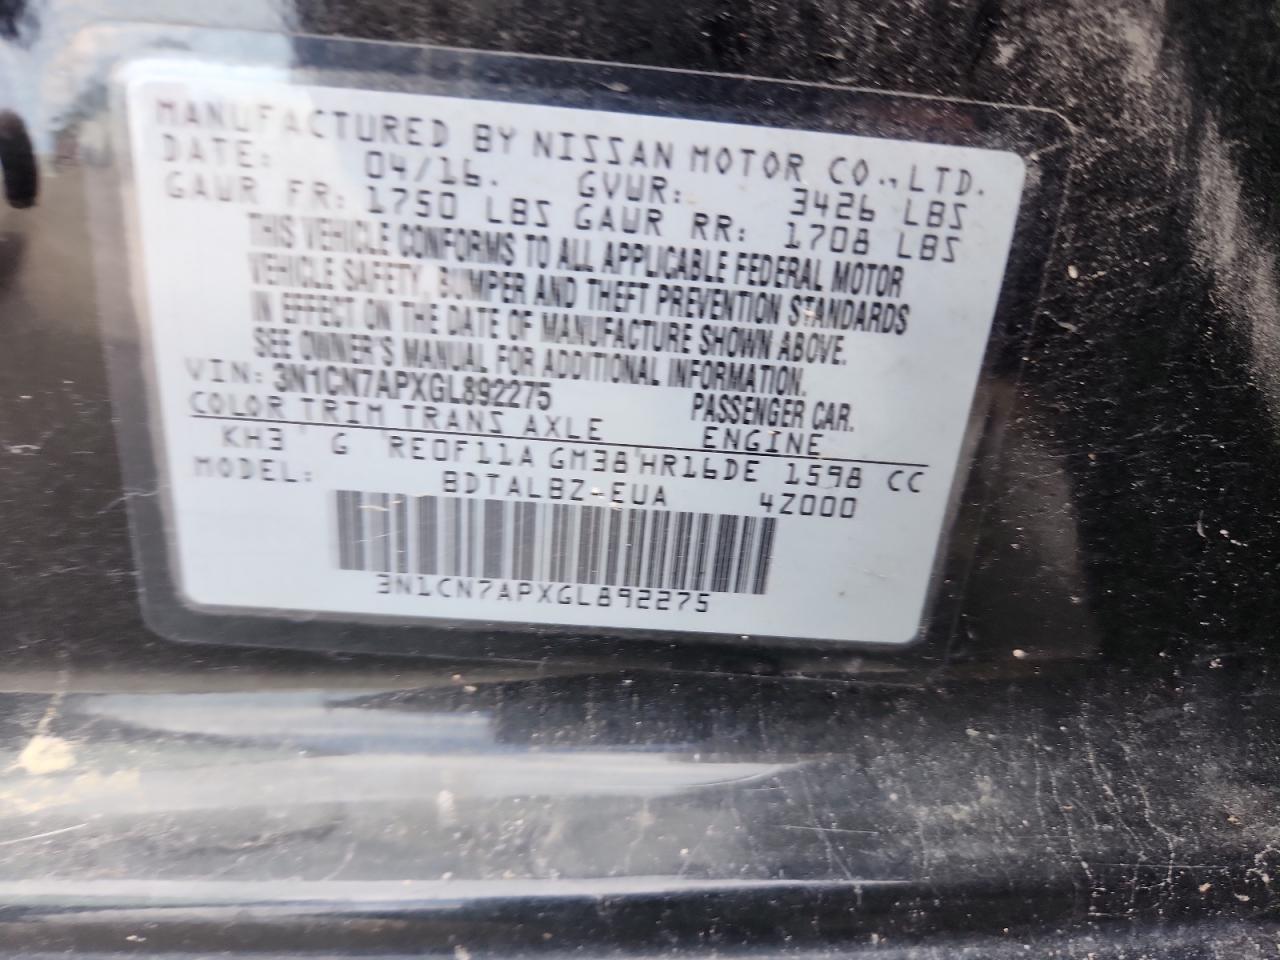 MANUFACTURED BY NISSAN MOTOR CO.,LTD.
DATE: 04/16. GVWR: 3426 LBS
GAWR FR: 1750 LBS GAWR RR: 1708 LBS
THIS VEHICLE CONFORMS TO ALL APPLICABLE FEDERAL MOTOR
VEHICLE SAFETY, BUMPER AND THEFT PREVENTION STANDARDS
IN EFFECT ON THE DATE OF MANUFACTURE SHOWN ABOVE.
SEE OWNER'S MANUAL FOR ADDITIONAL INFORMATION.
VIN: 3N1CN7APXGL892275 PASSENGER CAR.
COLOR TRIM TRANS AXLE ENGINE
KH3 G RE0F11A GM38 HR16DE 1598 CC
MODEL: BDTALBZ-EUA 4Z000
3N1CN7APXGL892275